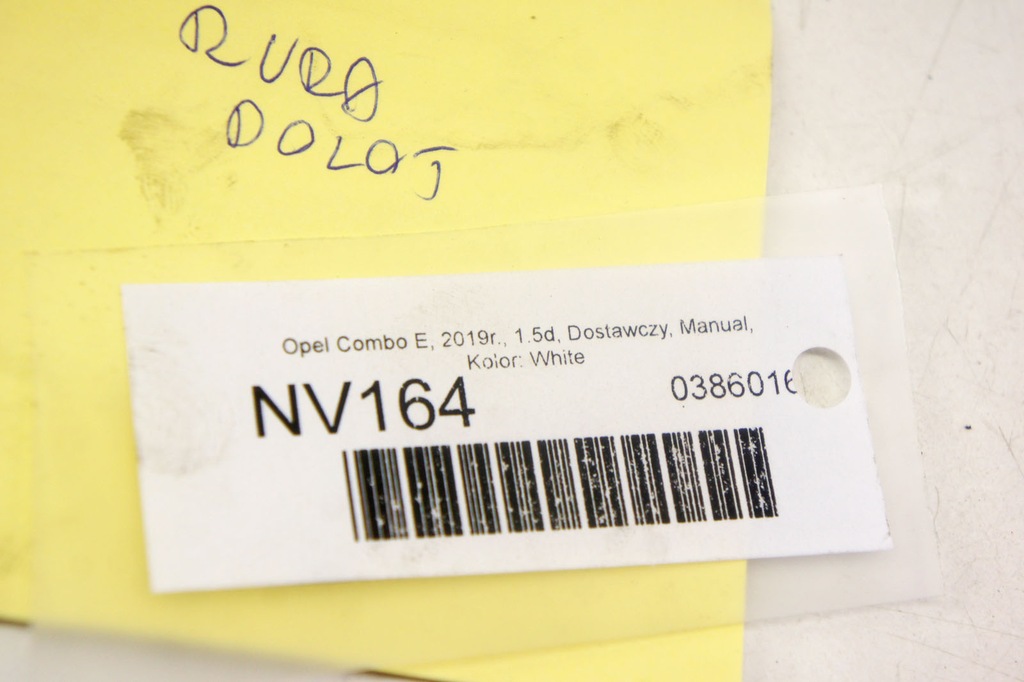 RURA
DOLOT
Opel Combo E, 2019r., 1.5d, Dostawczy, Manual,
Kolor: White
NV164
0386016